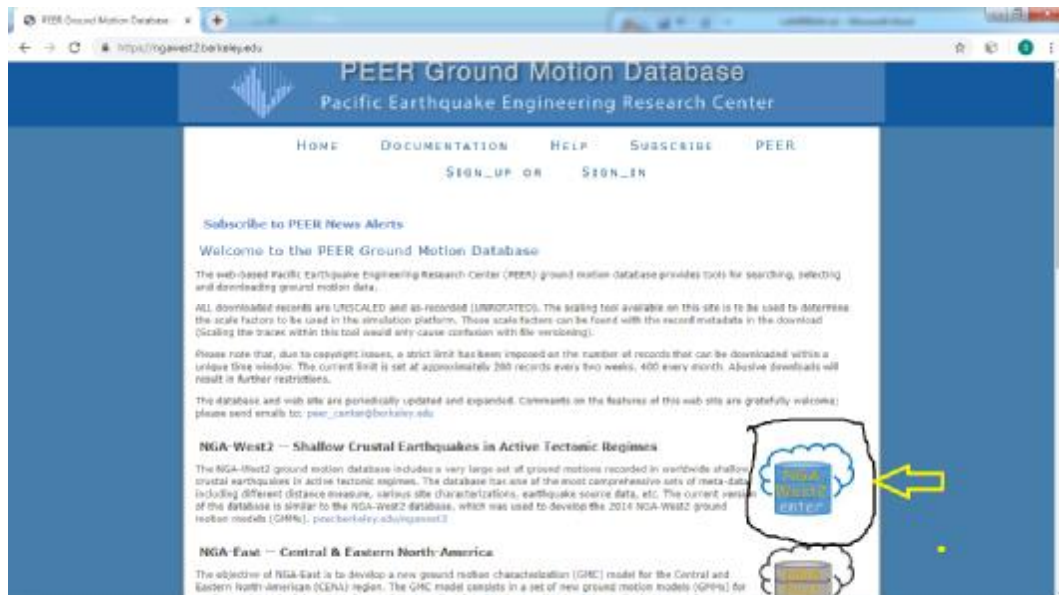 PEER Ground Motion Database
https://ngawest2.berkeley.edu
PEER Ground Motion Database
Pacific Earthquake Engineering Research Center
HOME DOCUMENTATION HELP SUBSCRIBE PEER
SIGN_UP OR SIGN_IN
Subscribe to PEER News Alerts
Welcome to the PEER Ground Motion Database
The web-based Pacific Earthquake Engineering Research Center (PEER) ground motion database provides tools for searching, selecting
and downloading ground motion data.
ALL downloaded records are UNSCALED and as-recorded (UNROTATED). The scaling tool available on this site is to be used to determine
the scale factors to be used in the simulation platform. These scale factors can be found with the record metadata in the download
(Scaling the traces within this tool would only cause confusion with file versioning).
Please note that, due to copyright issues, a strict limit has been imposed on the number of records that can be downloaded within a
unique time window. The current limit is set at approximately 200 records every two weeks, 400 every month. Abusive downloads will
result in further restrictions.
The database and web site are periodically updated and expanded. Comments on the features of this web site are gratefully welcome;
please send emails to: peer_center@berkeley.edu
NGA-West2 -- Shallow Crustal Earthquakes in Active Tectonic Regimes
The NGA-West2 ground motion database includes a very large set of ground motions recorded in worldwide shallow
crustal earthquakes in active tectonic regimes. The database has one of the most comprehensive sets of meta-data
including different distance measure, various site characterizations, earthquake source data, etc. The current version
of the database is similar to the NGA-West2 database, which was used to develop the 2014 NGA-West2 ground
motion models (GMMs). peer.berkeley.edu/ngawest2
NGA
West2
enter
NGA-East -- Central & Eastern North-America
The objective of NGA-East is to develop a new ground motion characterization (GMC) model for the Central and
Eastern North-American (CENA) region. The GMC model consists in a set of new ground motion models (GMMs) for